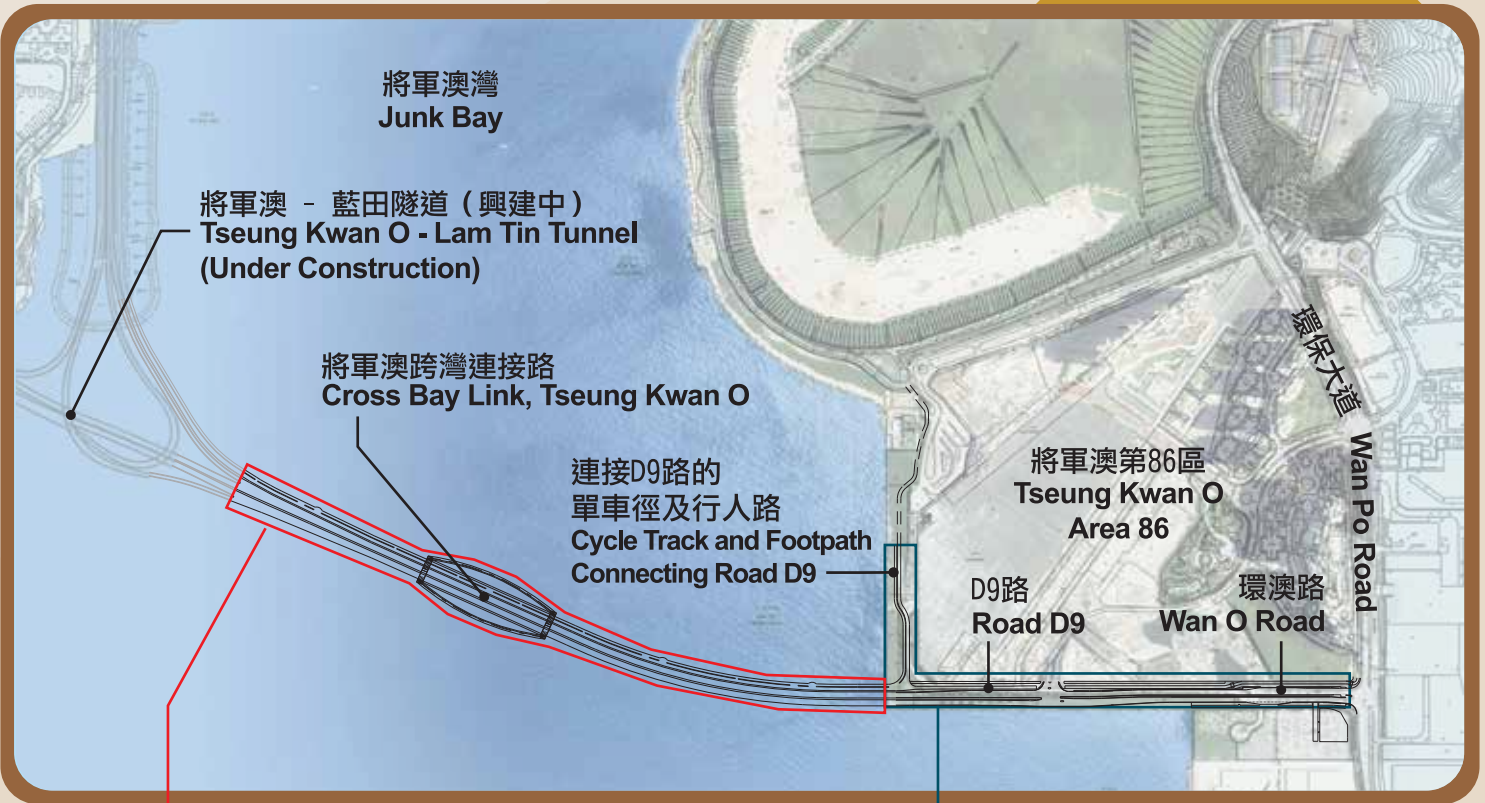 將軍澳灣
Junk Bay
將軍澳 - 藍田隧道（興建中）
Tseung Kwan O - Lam Tin Tunnel
(Under Construction)
將軍澳跨灣連接路
Cross Bay Link, Tseung Kwan O
連接D9路的
單車徑及行人路
Cycle Track and Footpath
Connecting Road D9
將軍澳第86區
Tseung Kwan O
Area 86
D9路
Road D9
環澳路
Wan O Road
環保大道 Wan Po Road